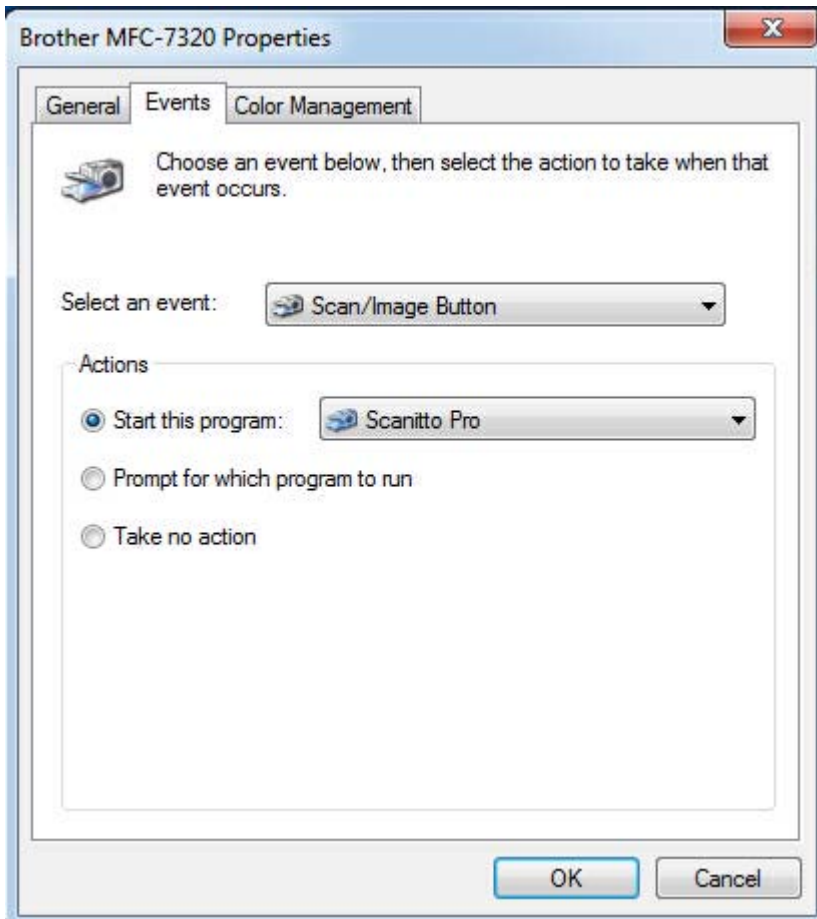 Brother MFC-7320 Properties
General Events Color Management
Choose an event below, then select the action to take when that
event occurs.
Select an event: Scan/Image Button
Actions
Start this program: Scanitto Pro
Prompt for which program to run
Take no action
OK Cancel